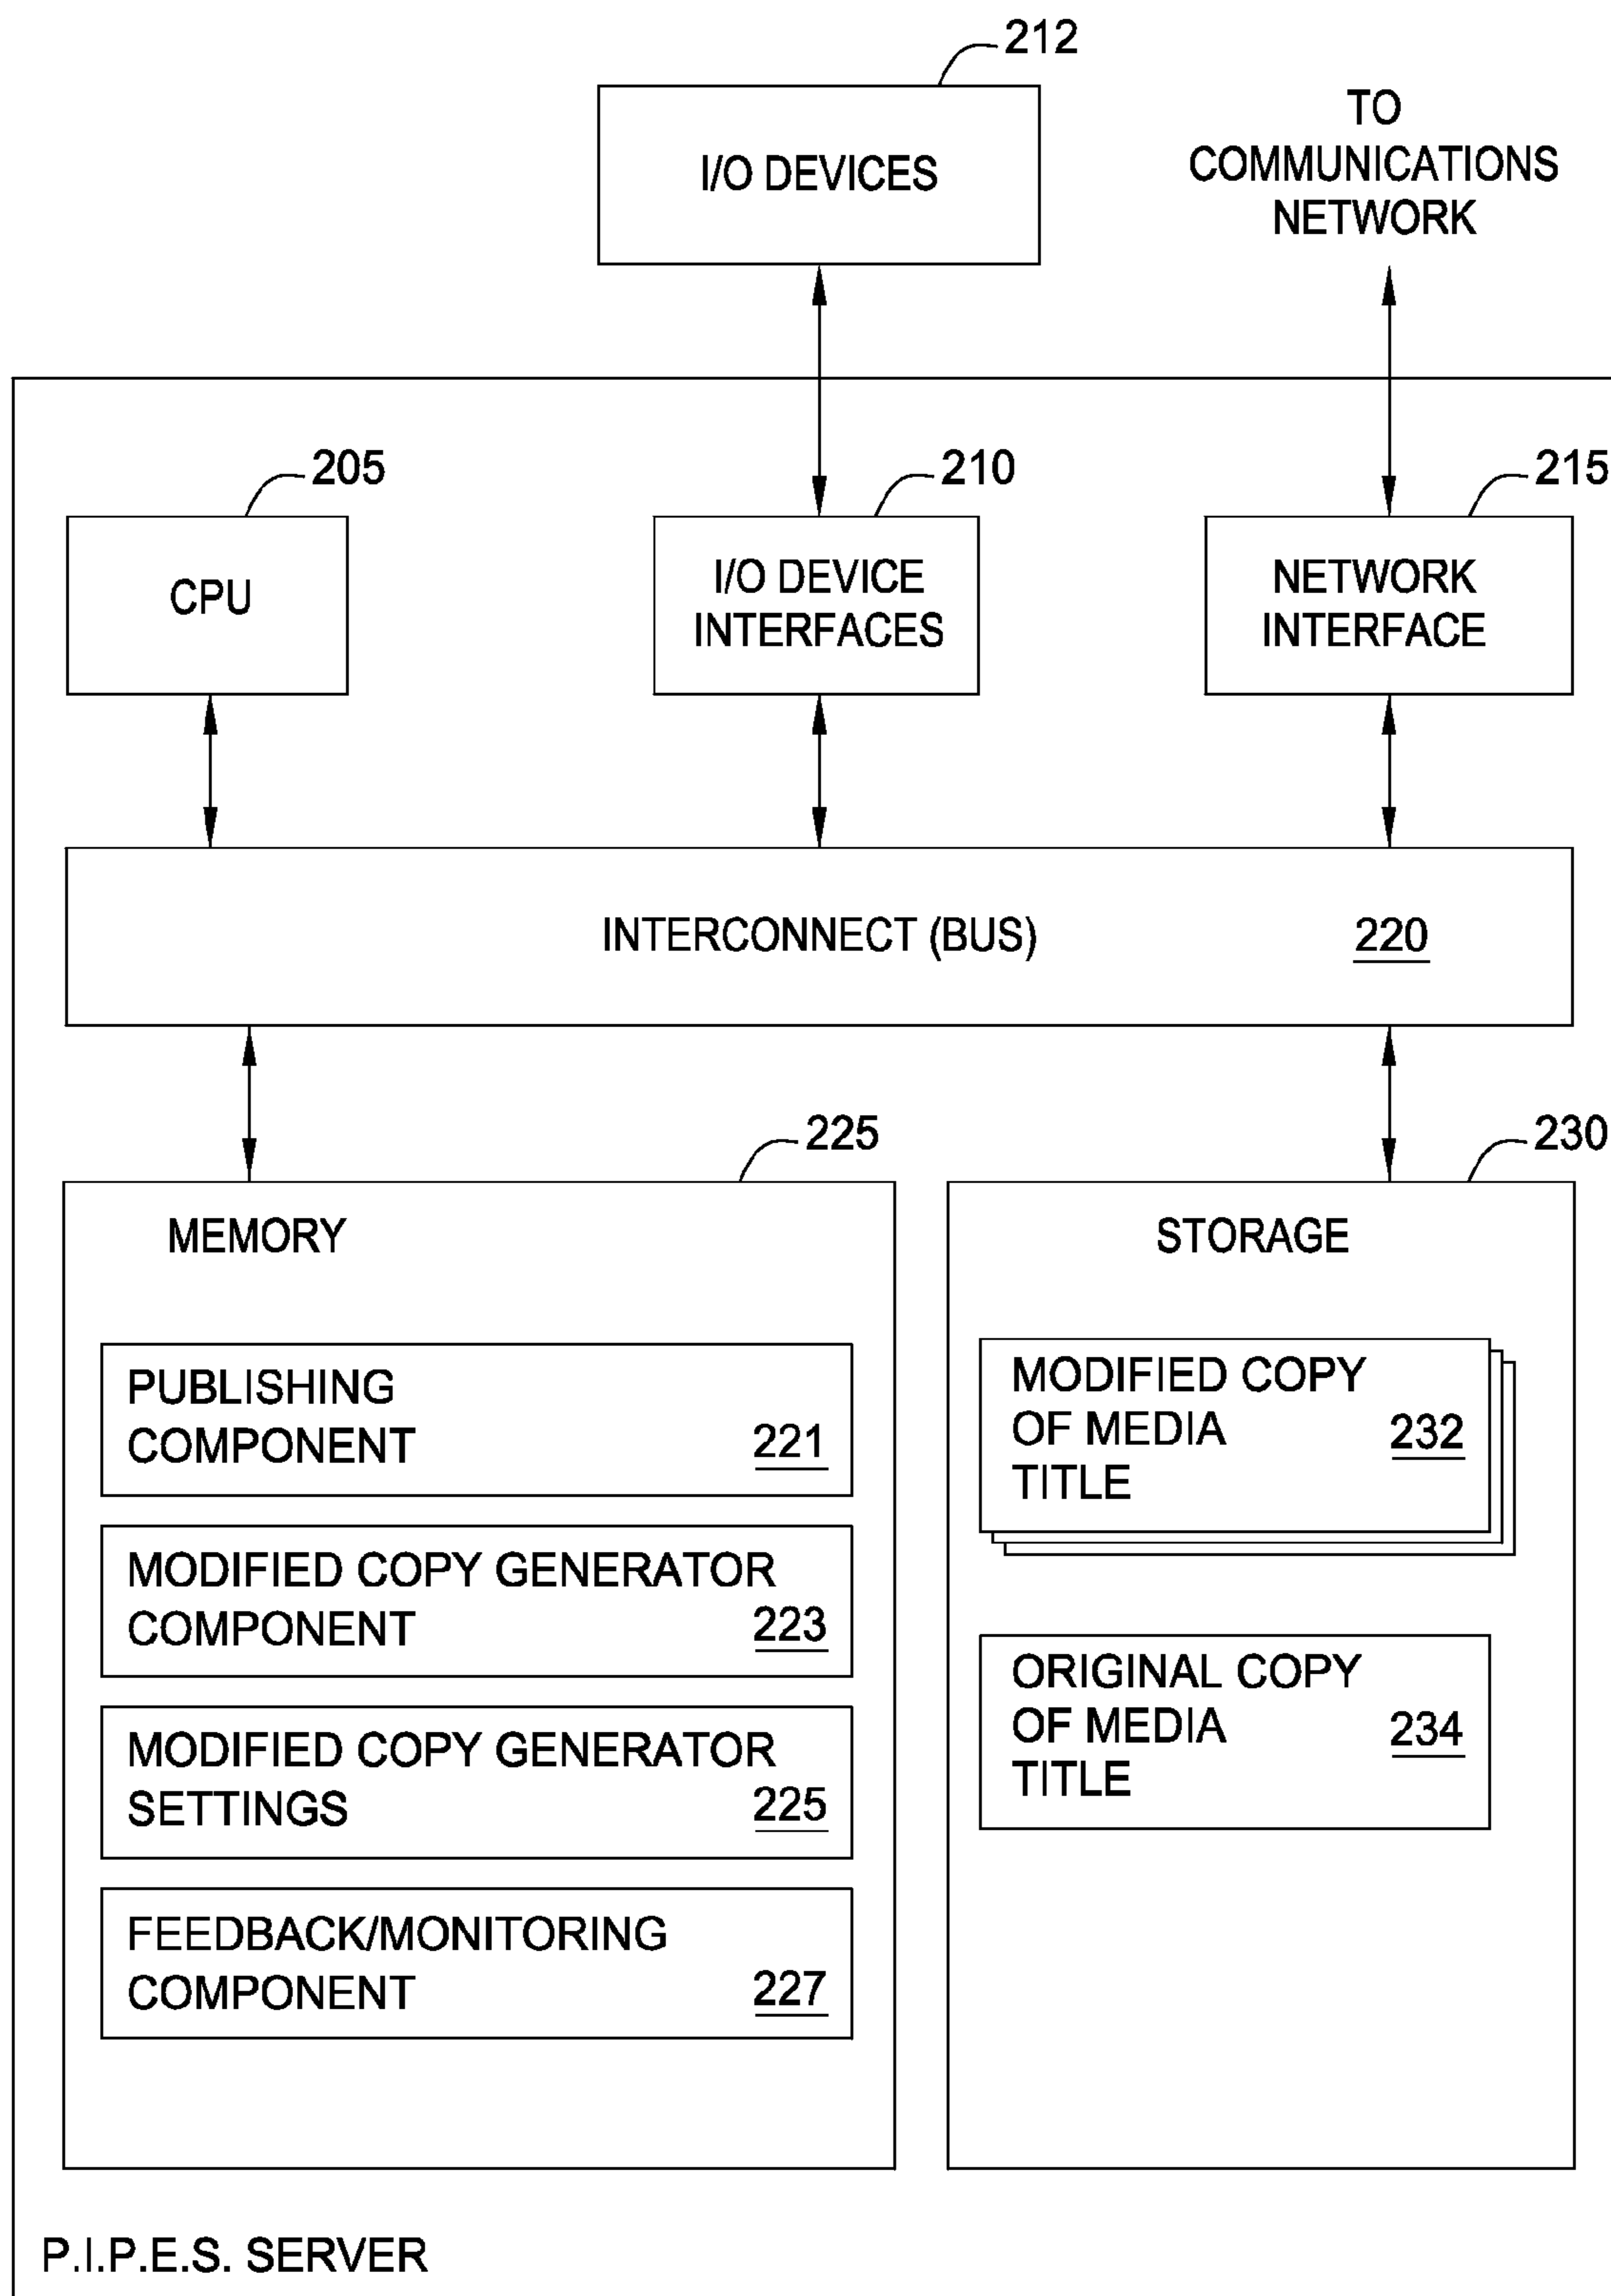 212
I/O DEVICES
TO
COMMUNICATIONS
NETWORK
205
210
215
CPU
I/O DEVICE
INTERFACES
NETWORK
INTERFACE
INTERCONNECT (BUS) 220
225
230
MEMORY
PUBLISHING
COMPONENT 221
MODIFIED COPY GENERATOR
COMPONENT 223
MODIFIED COPY GENERATOR
SETTINGS 225
FEEDBACK/MONITORING
COMPONENT 227
STORAGE
MODIFIED COPY
OF MEDIA 232
TITLE
ORIGINAL COPY
OF MEDIA 234
TITLE
P.I.P.E.S. SERVER